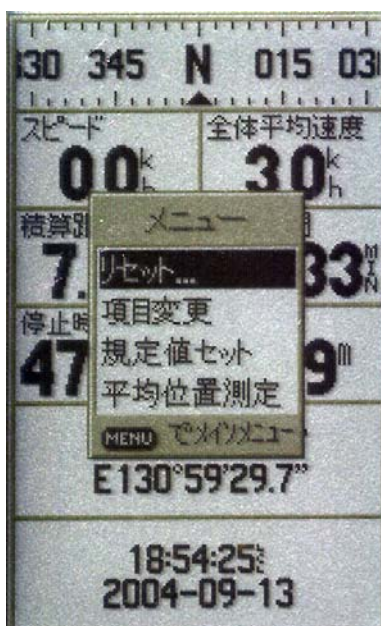 330 345 N 015 03
スピード 全体平均速度
0.0 k/h 3.0 k/h
積算
7. 33 MIN
停止時
47 9 m
メニュー
リセット...
項目変更
規定値セット
平均位置測定
MENU でメインメニュー
E130°59'29.7"
18:54:25
2004-09-13